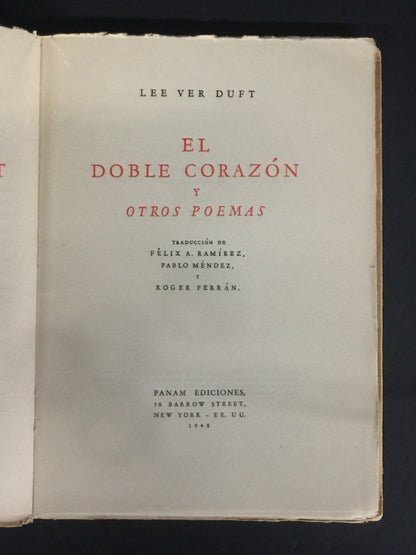 LEE VER DUFT
EL
DOBLE CORAZÓN
Y
OTROS POEMAS
TRADUCCIÓN DE
FÉLIX A. RAMÍREZ,
PABLO MÉNDEZ,
Y
ROGER FERRÁN.
PANAM EDICIONES,
BARROW STREET,
NEW YORK - EE. UU.
1948
T